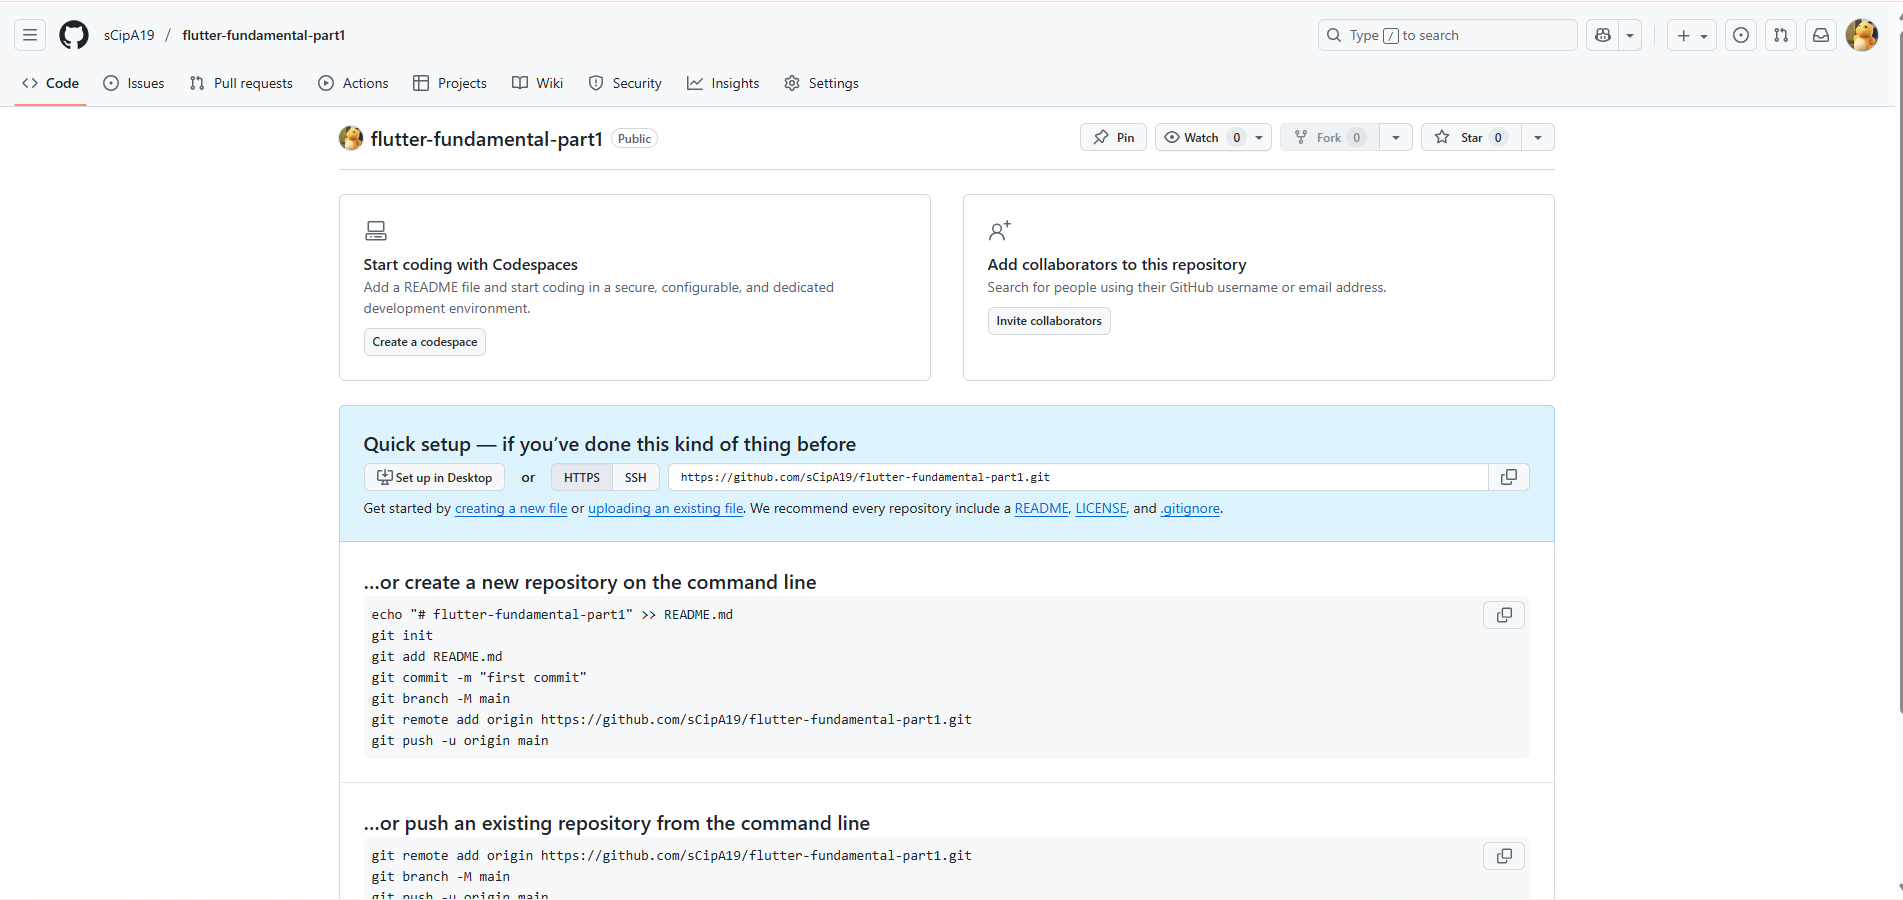 sCipA19 / flutter-fundamental-part1
Type / to search
Code Issues Pull requests Actions Projects Wiki Security Insights Settings
flutter-fundamental-part1 Public
Pin Watch 0 Fork 0 Star 0
Start coding with Codespaces
Add a README file and start coding in a secure, configurable, and dedicated
development environment.
Create a codespace
Add collaborators to this repository
Search for people using their GitHub username or email address.
Invite collaborators
Quick setup — if you’ve done this kind of thing before
Set up in Desktop or HTTPS SSH https://github.com/sCipA19/flutter-fundamental-part1.git
Get started by creating a new file or uploading an existing file. We recommend every repository include a README, LICENSE, and .gitignore.
…or create a new repository on the command line
echo "# flutter-fundamental-part1" >> README.md
git init
git add README.md
git commit -m "first commit"
git branch -M main
git remote add origin https://github.com/sCipA19/flutter-fundamental-part1.git
git push -u origin main
…or push an existing repository from the command line
git remote add origin https://github.com/sCipA19/flutter-fundamental-part1.git
git branch -M main
git push -u origin main